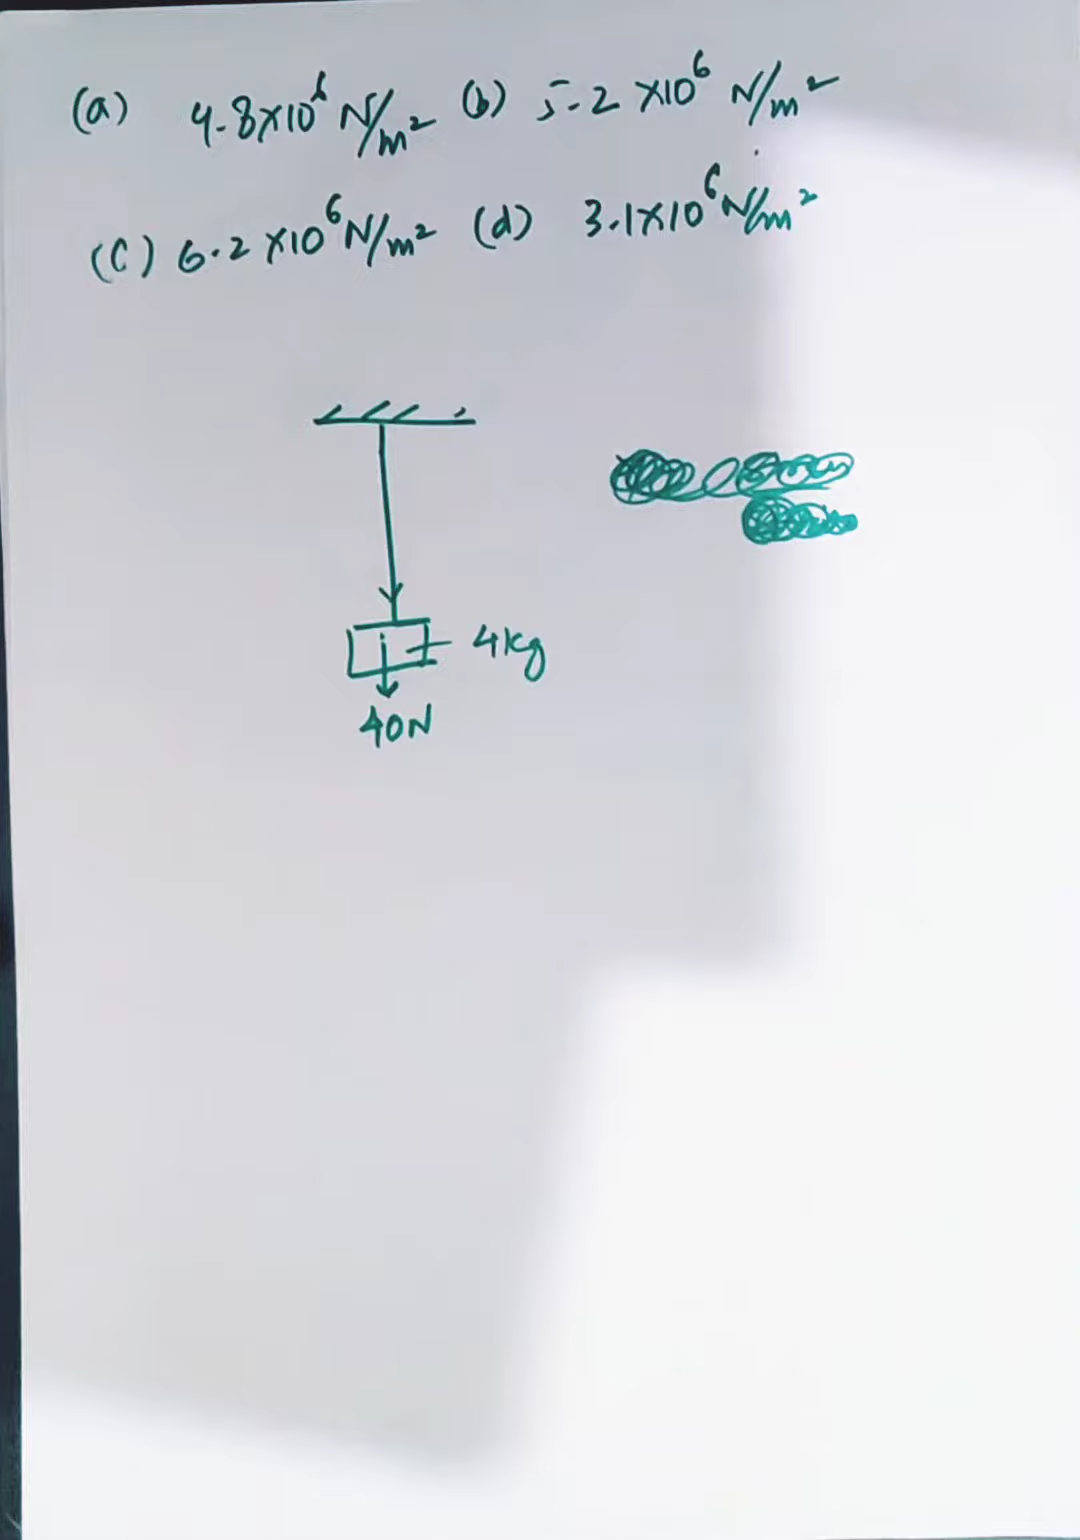 (a) 4.8×10⁶ N/m² (b) 5.2 ×10⁶ N/m²
(C) 6.2 ×10⁶ N/m² (d) 3.1×10⁶ N/m²
4kg
40N